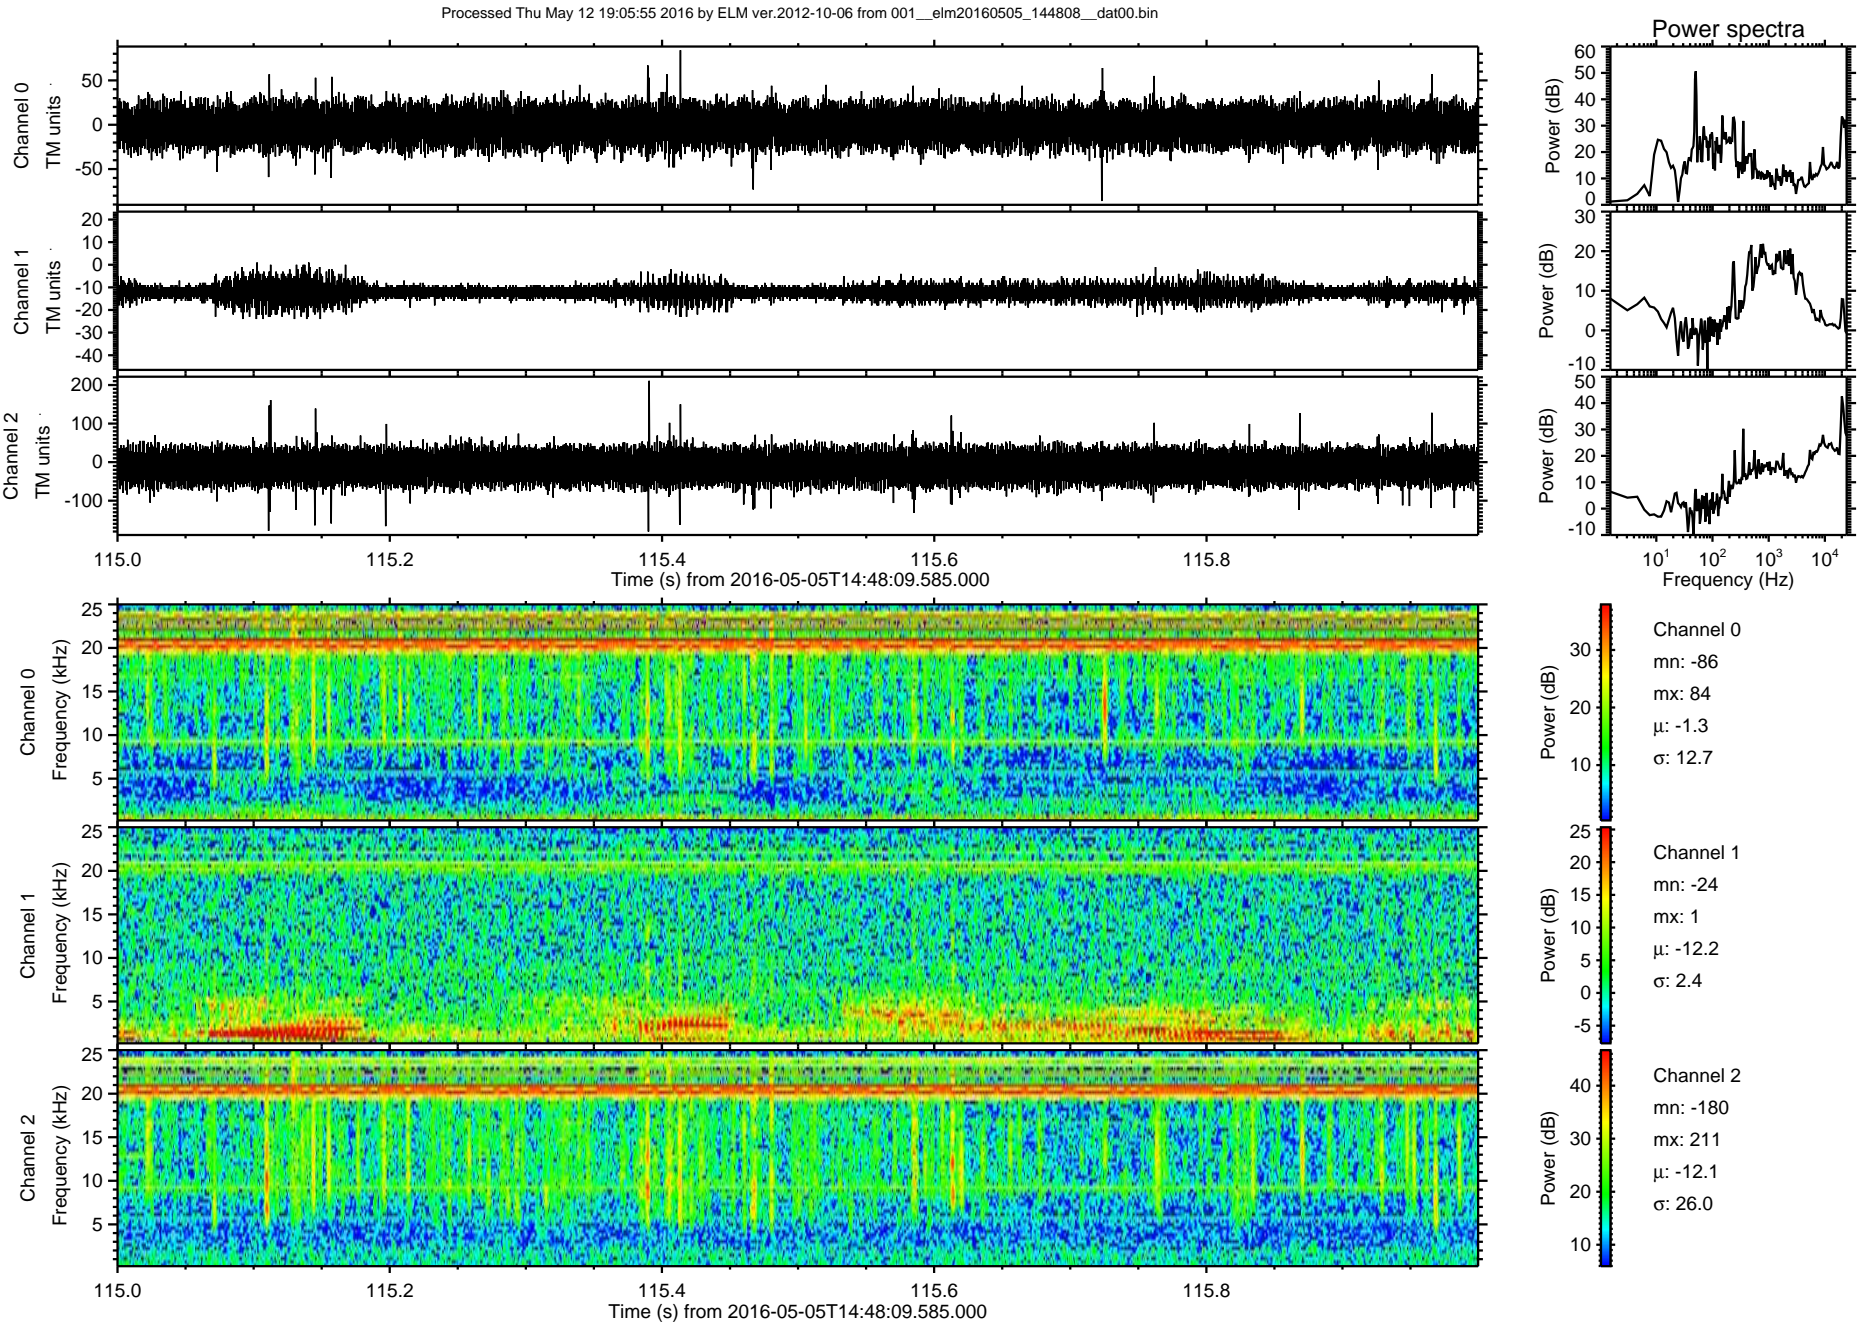 Processed Thu May 12 19:05:55 2016 by ELM ver.2012-10-06 from 001__elm20160505_144808__dat00.bin
Power spectra
Channel 0
TM units
50
0
-50
Power (dB)
60
50
40
30
20
10
0
Channel 1
TM units
20
10
0
-10
-20
-30
-40
Power (dB)
30
20
10
0
-10
Channel 2
TM units
200
100
0
-100
Power (dB)
50
40
30
20
10
0
-10
115.0 115.2 115.4 115.6 115.8
Time (s) from 2016-05-05T14:48:09.585.000
10^1 10^2 10^3 10^4
Frequency (Hz)
Channel 0
Frequency (kHz)
25
20
15
10
5
Power (dB)
30
20
10
Channel 0
mn: -86
mx: 84
μ: -1.3
σ: 12.7
Channel 1
Frequency (kHz)
25
20
15
10
5
Power (dB)
25
20
15
10
5
0
-5
Channel 1
mn: -24
mx: 1
μ: -12.2
σ: 2.4
Channel 2
Frequency (kHz)
25
20
15
10
5
Power (dB)
40
30
20
10
Channel 2
mn: -180
mx: 211
μ: -12.1
σ: 26.0
115.0 115.2 115.4 115.6 115.8
Time (s) from 2016-05-05T14:48:09.585.000